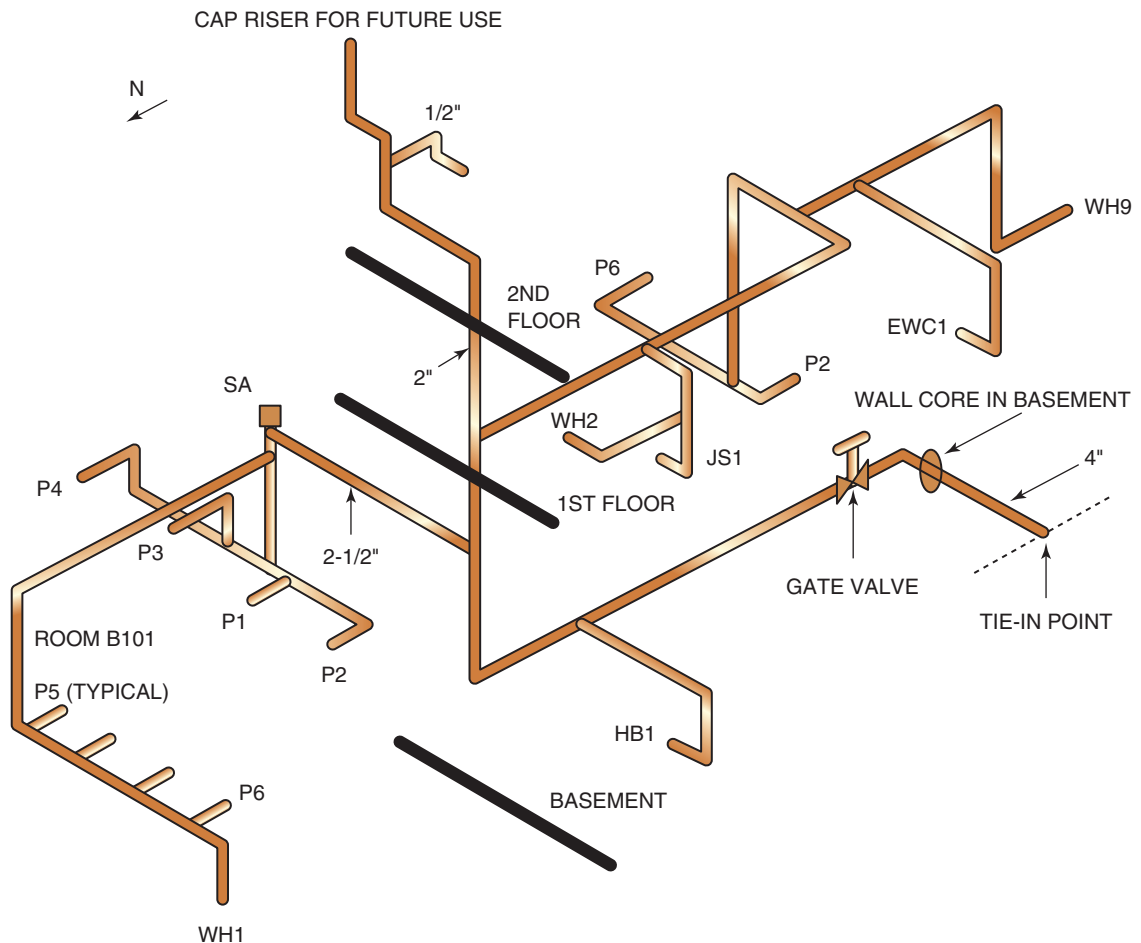 CAP RISER FOR FUTURE USE
N
1/2"
WH9
P6
2ND
FLOOR
EWC1
2"
P2
SA
WALL CORE IN BASEMENT
WH2
4"
JS1
P4
1ST FLOOR
P3
2-1/2"
GATE VALVE
P1
TIE-IN POINT
ROOM B101
P2
P5 (TYPICAL)
HB1
P6
BASEMENT
WH1